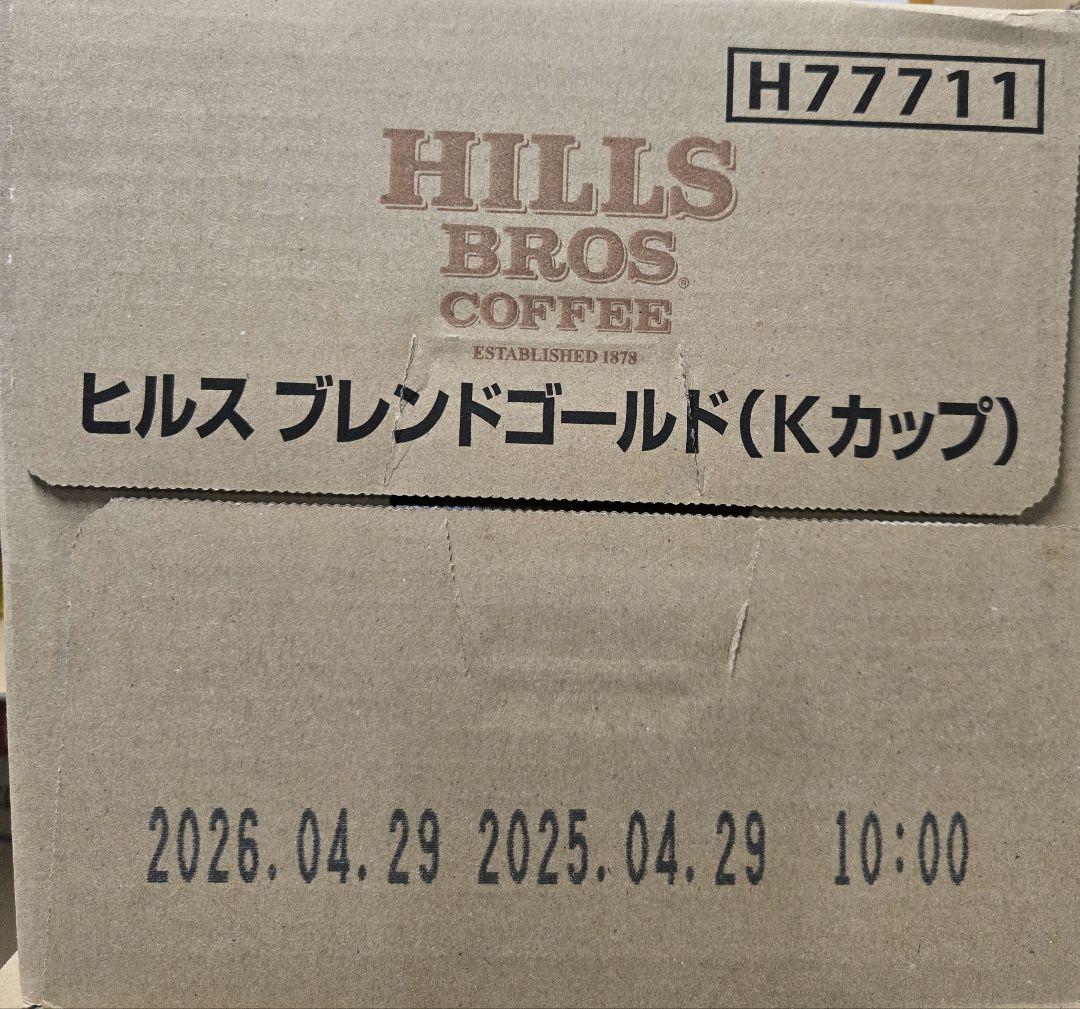 H77711
HILLS
BROS®
COFFEE
ESTABLISHED 1878
ヒルス ブレンドゴールド(Kカップ)
2026.04.29 2025.04.29 10:00